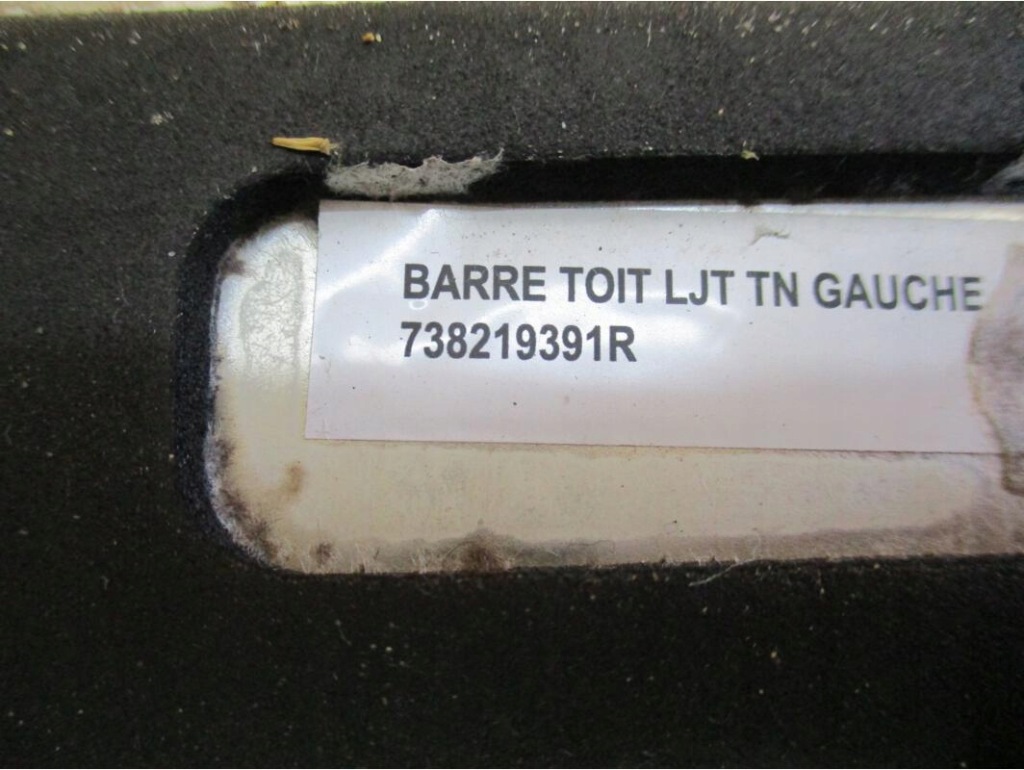 BARRE TOIT LJT TN GAUCHE
738219391R